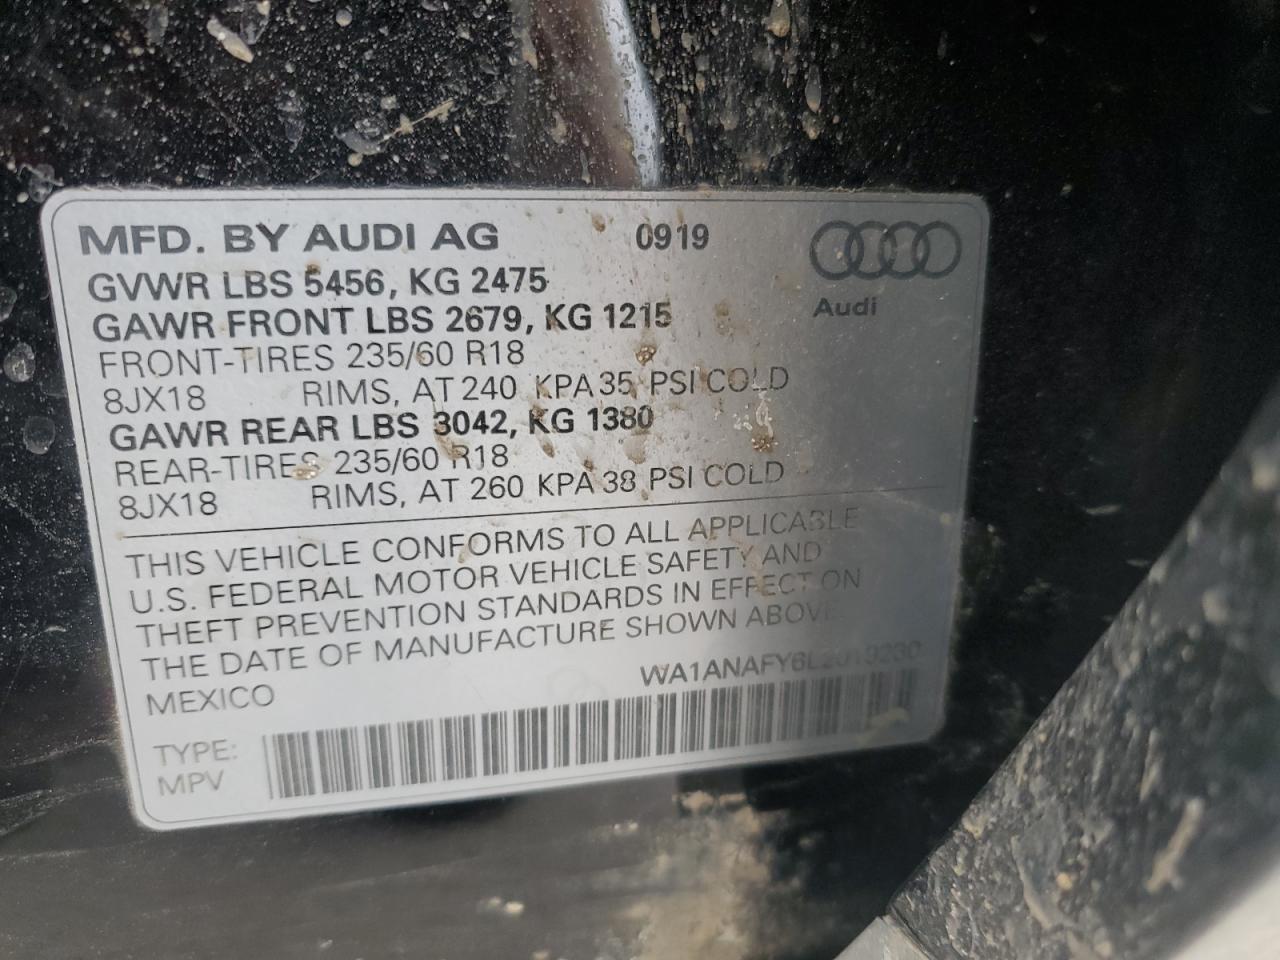 MFD. BY AUDI AG 0919
Audi
GVWR LBS 5456, KG 2475
GAWR FRONT LBS 2679, KG 1215
FRONT-TIRES 235/60 R18
8JX18 RIMS, AT 240 KPA 35 PSI COLD
GAWR REAR LBS 3042, KG 1380
REAR-TIRES 235/60 R18
8JX18 RIMS, AT 260 KPA 38 PSI COLD
THIS VEHICLE CONFORMS TO ALL APPLICABLE
U.S. FEDERAL MOTOR VEHICLE SAFETY AND
THEFT PREVENTION STANDARDS IN EFFECT ON
THE DATE OF MANUFACTURE SHOWN ABOVE.
MEXICO
TYPE:
MPV